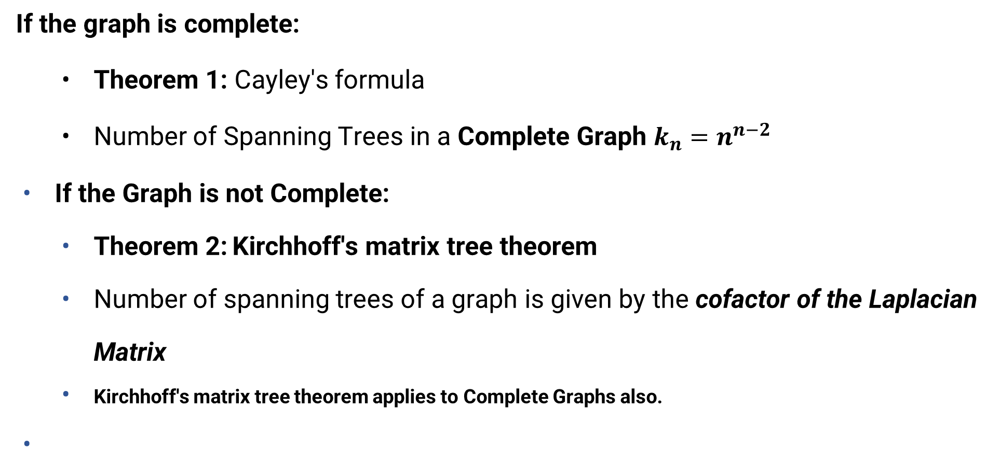 If the graph is complete:
• Theorem 1: Cayley's formula
• Number of Spanning Trees in a Complete Graph kₙ = nⁿ⁻²
• If the Graph is not Complete:
• Theorem 2: Kirchhoff's matrix tree theorem
• Number of spanning trees of a graph is given by the cofactor of the Laplacian
Matrix
• Kirchhoff's matrix tree theorem applies to Complete Graphs also.
•